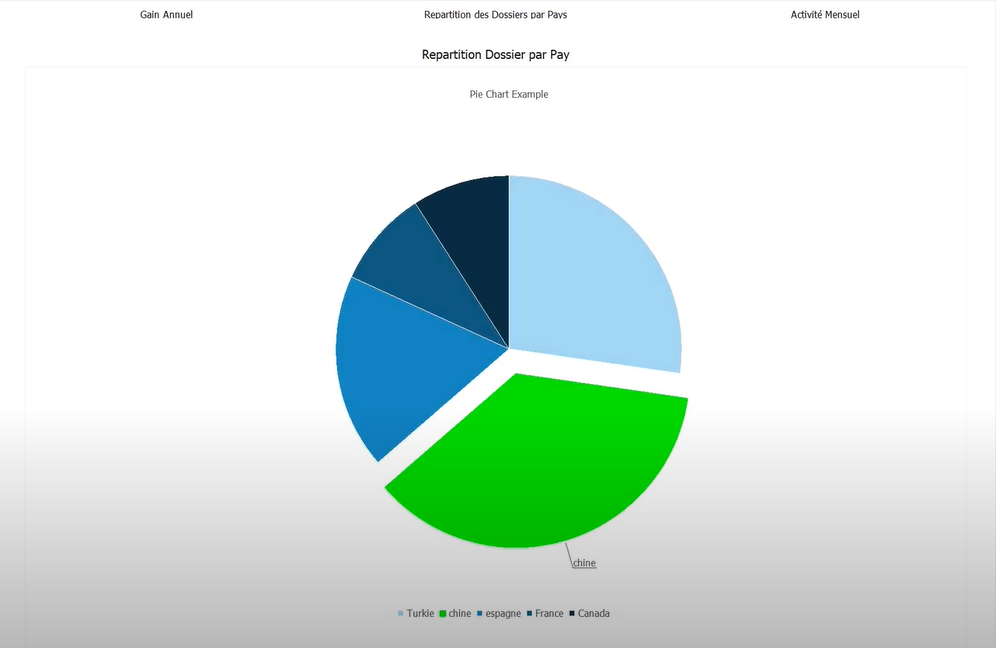 Gain Annuel
Repartition des Dossiers par Pays
Activité Mensuel
Repartition Dossier par Pay
Pie Chart Example
chine
Turkie chine espagne France Canada